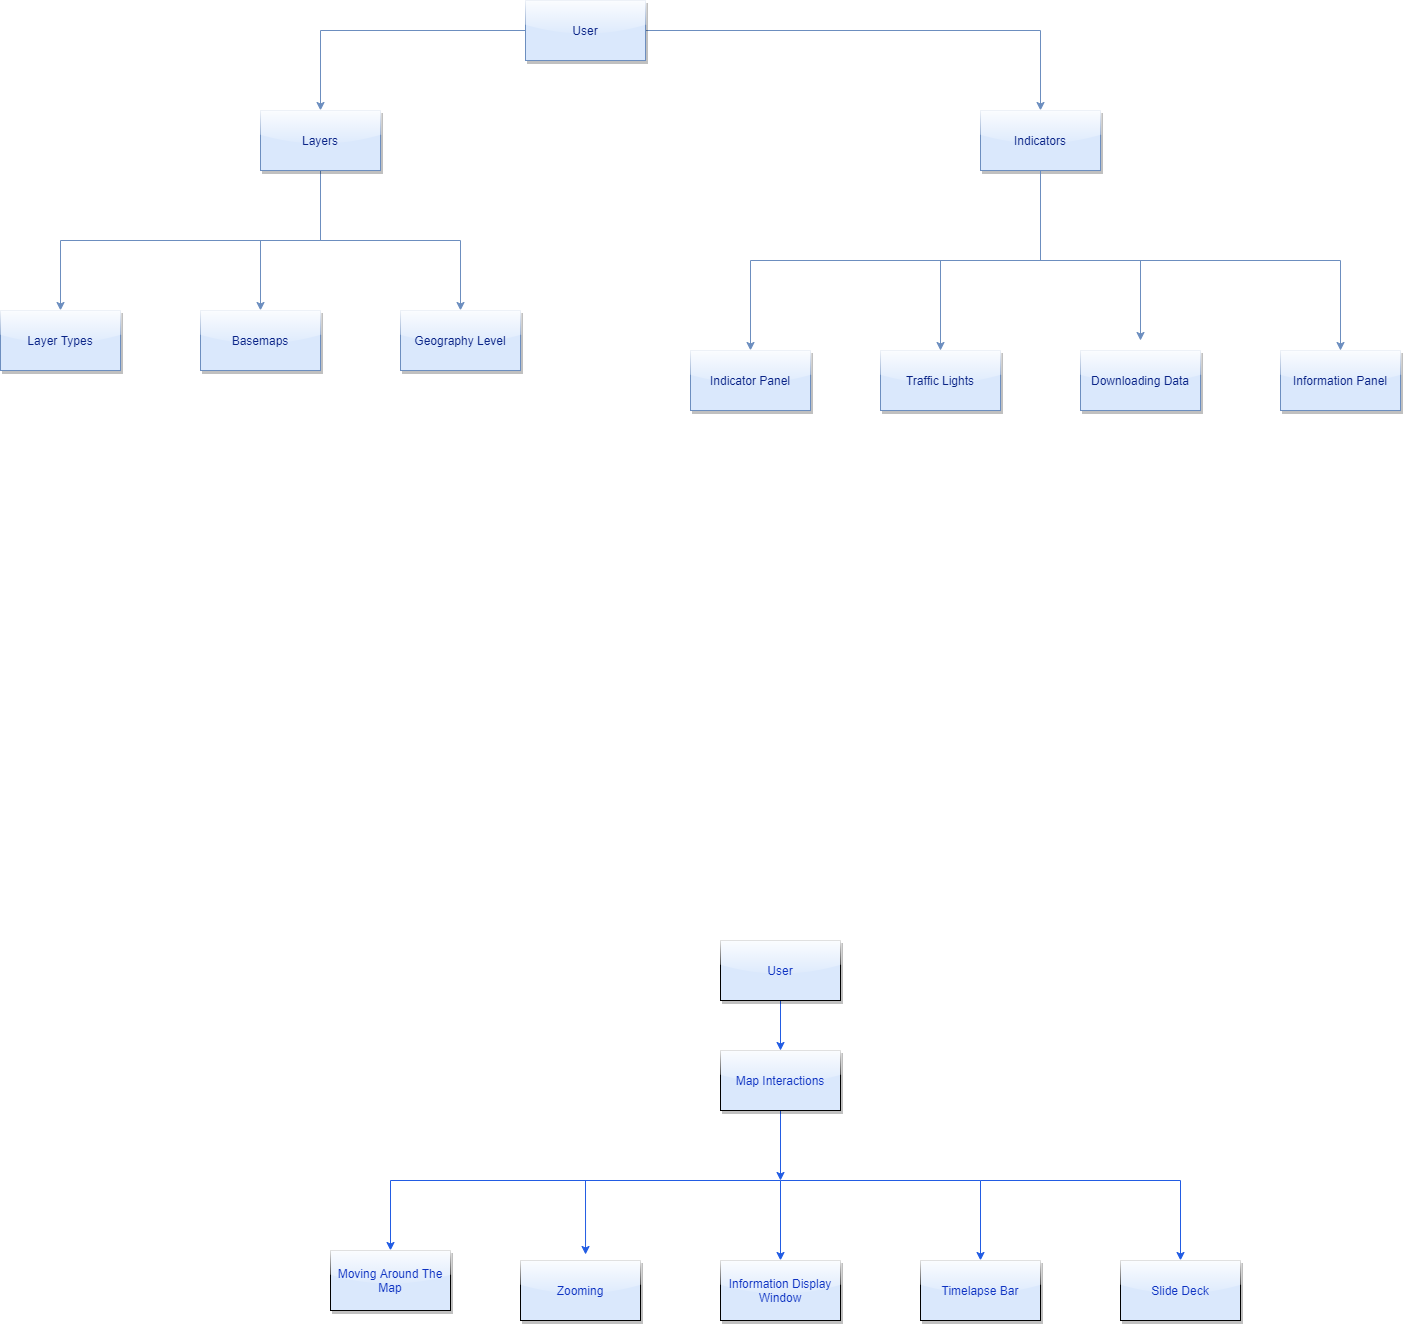 User
Layers
Indicators
Layer Types
Basemaps
Geography Level
Indicator Panel
Traffic Lights
Downloading Data
Information Panel
User
Map Interactions
Moving Around The
Map
Zooming
Information Display
Window
Timelapse Bar
Slide Deck